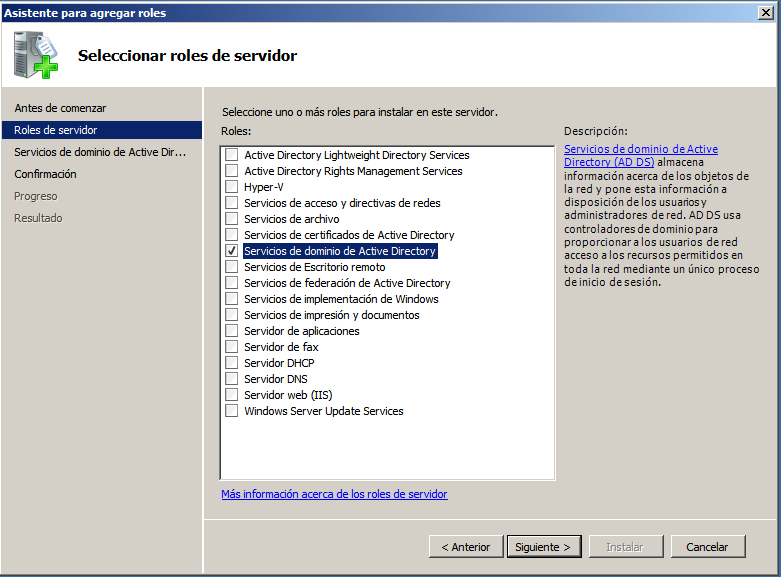 Asistente para agregar roles
Seleccionar roles de servidor
Antes de comenzar
Roles de servidor
Servicios de dominio de Active Dir...
Confirmación
Progreso
Resultado
Seleccione uno o más roles para instalar en este servidor.
Roles:
Active Directory Lightweight Directory Services
Active Directory Rights Management Services
Hyper-V
Servicios de acceso y directivas de redes
Servicios de archivo
Servicios de certificados de Active Directory
Servicios de dominio de Active Directory
Servicios de Escritorio remoto
Servicios de federación de Active Directory
Servicios de implementación de Windows
Servicios de impresión y documentos
Servidor de aplicaciones
Servidor de fax
Servidor DHCP
Servidor DNS
Servidor web (IIS)
Windows Server Update Services
Más información acerca de los roles de servidor
Descripción:
Servicios de dominio de Active
Directory (AD DS) almacena
información acerca de los objetos de
la red y pone esta información a
disposición de los usuarios y
administradores de red. AD DS usa
controladores de dominio para
proporcionar a los usuarios de red
acceso a los recursos permitidos en
toda la red mediante un único proceso
de inicio de sesión.
< Anterior
Siguiente >
Instalar
Cancelar